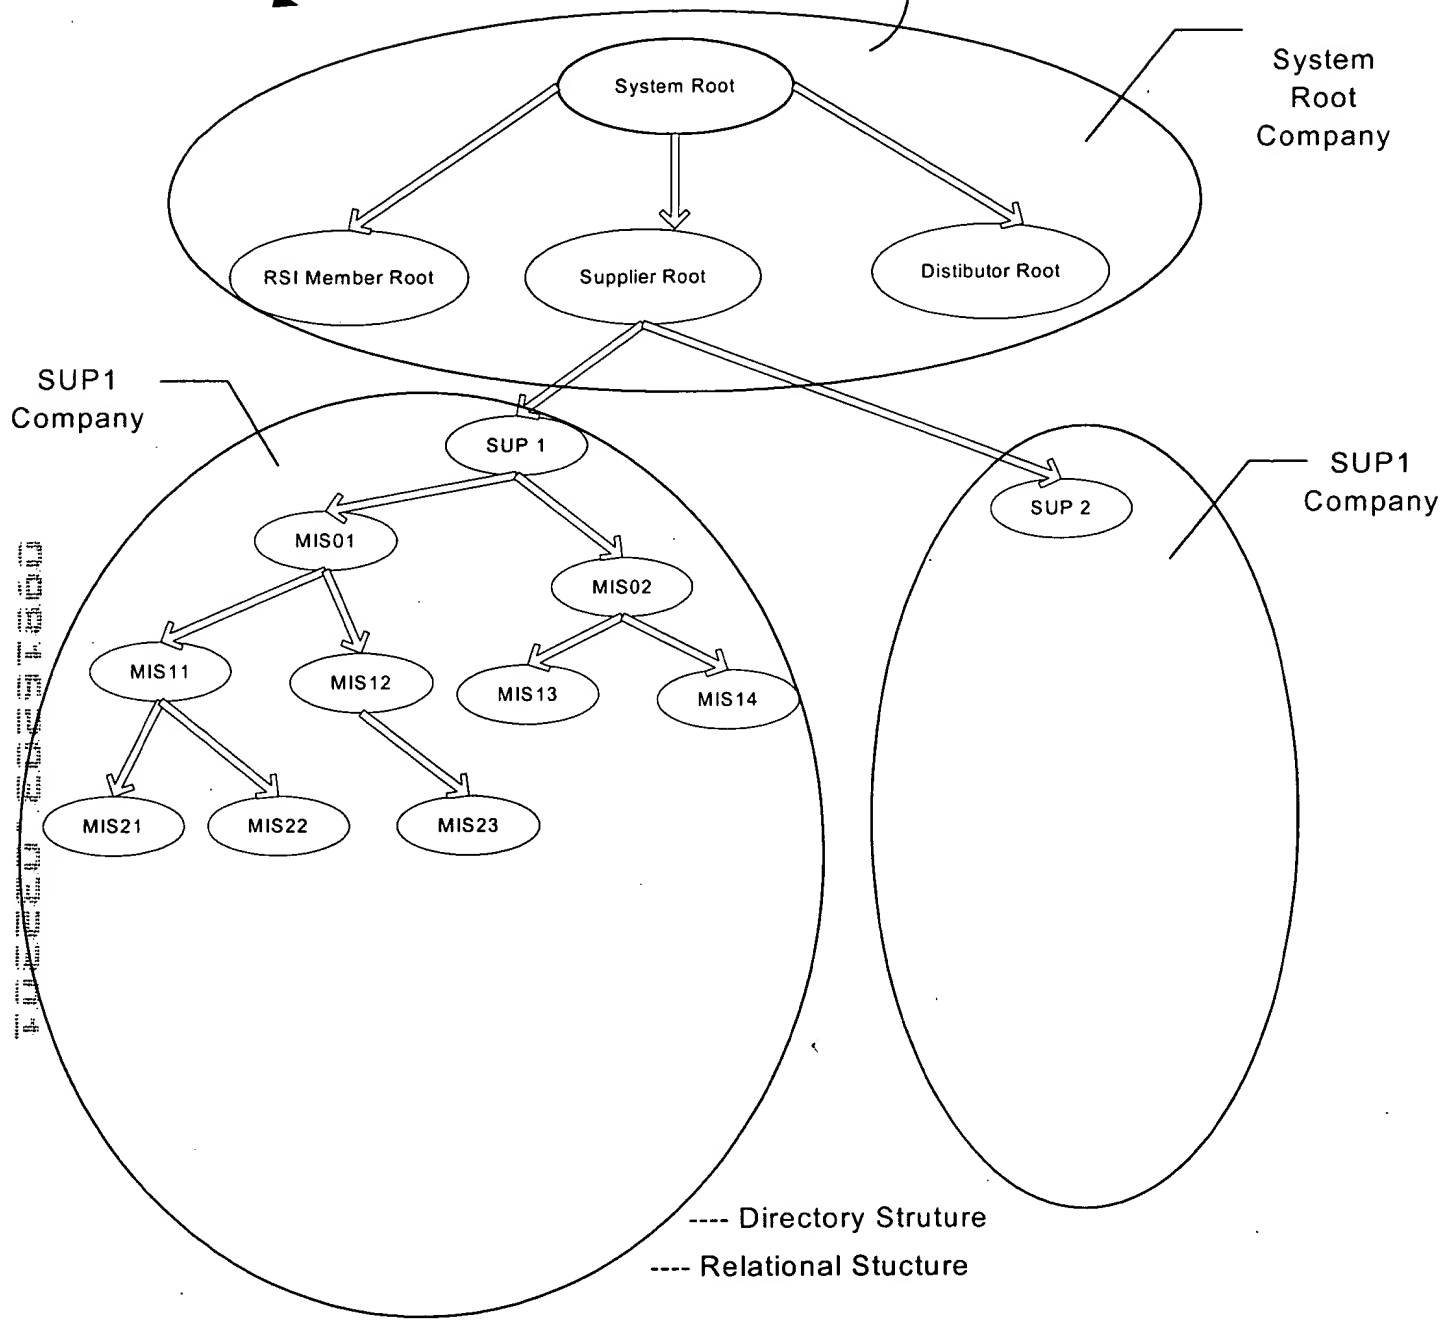 System Root
System
Root
Company
RSI Member Root
Supplier Root
Distibutor Root
SUP1
Company
SUP 1
SUP1
Company
SUP 2
MIS01
MIS02
MIS11
MIS12
MIS13
MIS14
MIS21
MIS22
MIS23
---- Directory Struture
---- Relational Stucture